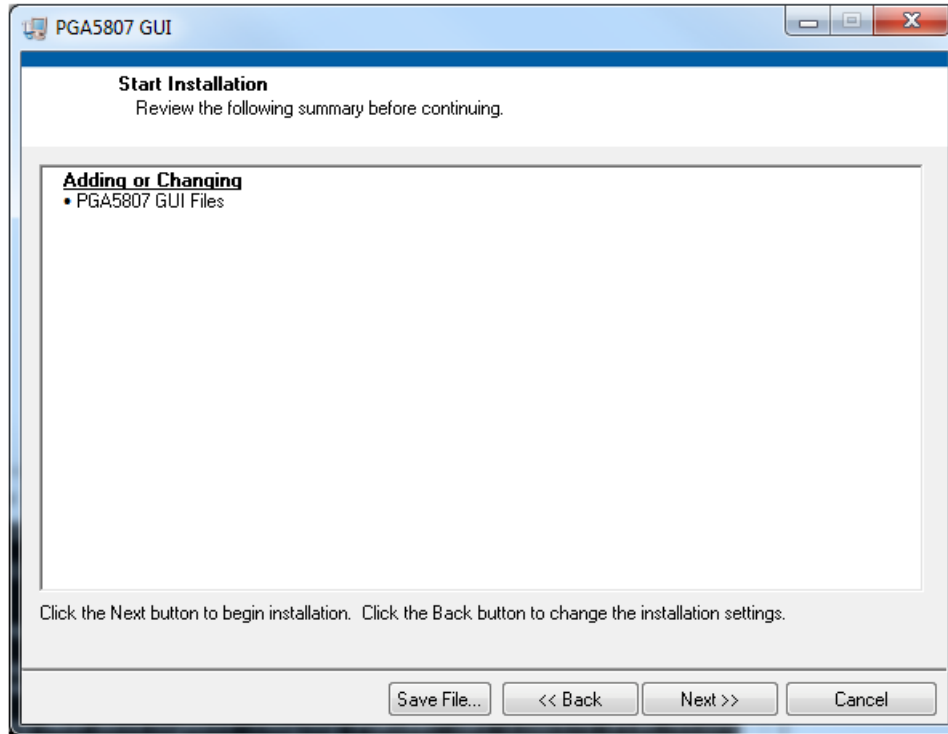 PGA5807 GUI
Start Installation
Review the following summary before continuing.
Adding or Changing
• PGA5807 GUI Files
Click the Next button to begin installation. Click the Back button to change the installation settings.
Save File... << Back Next >> Cancel